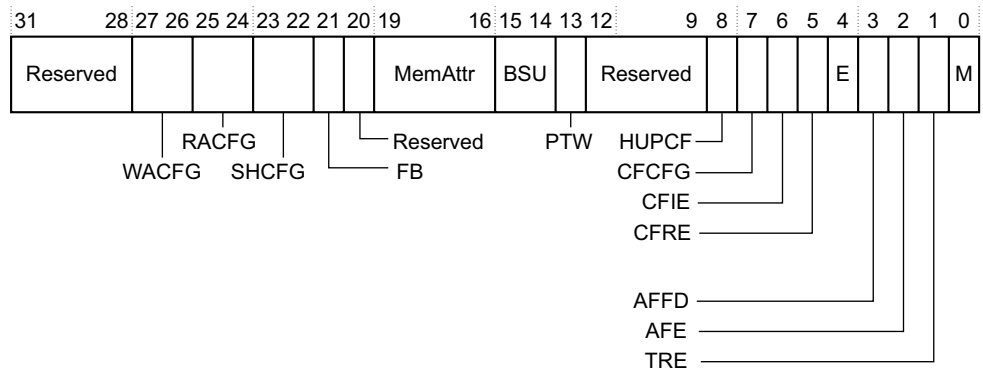 31 28 27 26 25 24 23 22 21 20 19 16 15 14 13 12 9 8 7 6 5 4 3 2 1 0
Reserved MemAttr BSU Reserved E M
RACFG Reserved PTW HUPCF
WACFG SHCFG FB CFCFG
CFIE
CFRE
AFFD
AFE
TRE